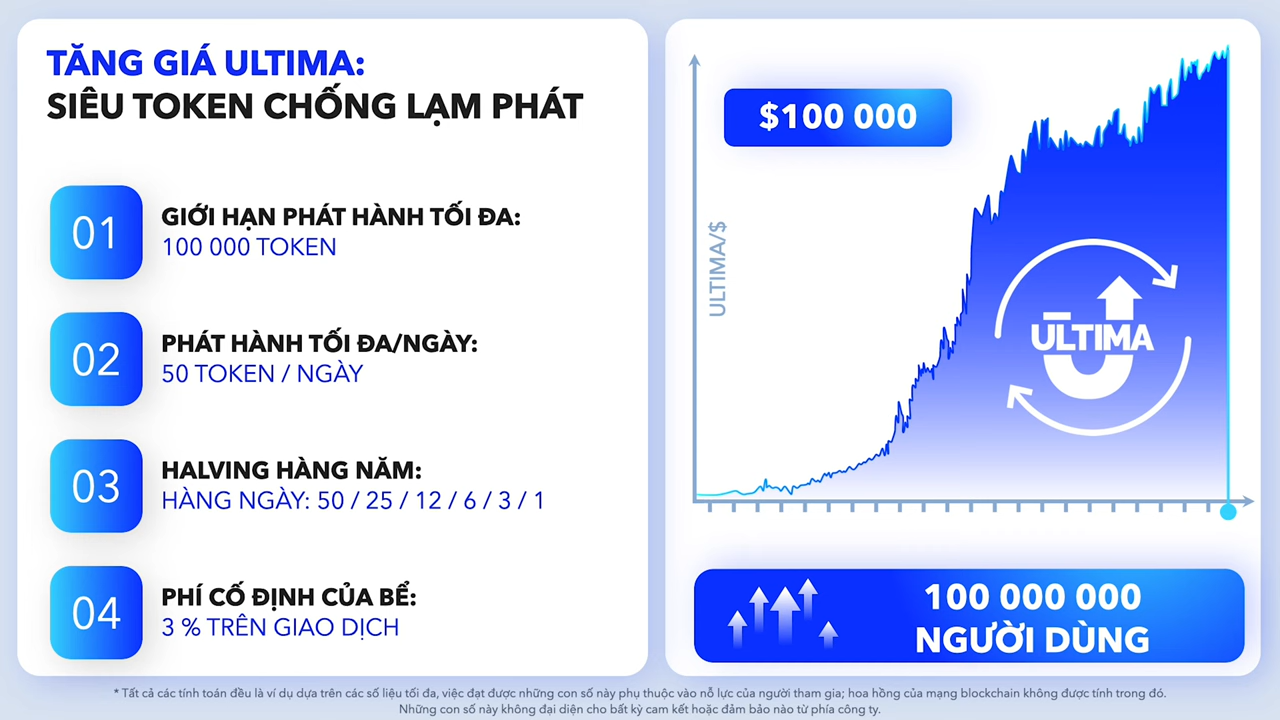 TĂNG GIÁ ULTIMA:
SIÊU TOKEN CHỐNG LẠM PHÁT
01
GIỚI HẠN PHÁT HÀNH TỐI ĐA:
100 000 TOKEN
02
PHÁT HÀNH TỐI ĐA/NGÀY:
50 TOKEN / NGÀY
03
HALVING HÀNG NĂM:
HÀNG NGÀY: 50 / 25 / 12 / 6 / 3 / 1
04
PHÍ CỐ ĐỊNH CỦA BỂ:
3 % TRÊN GIAO DỊCH
$100 000
ULTIMA/$
ULTIMA
100 000 000
NGƯỜI DÙNG
* Tất cả các tính toán đều là ví dụ dựa trên các số liệu tối đa, việc đạt được những con số này phụ thuộc vào nỗ lực của người tham gia; hoa hồng của mạng blockchain không được tính trong đó.
Những con số này không đại diện cho bất kỳ cam kết hoặc đảm bảo nào từ phía công ty.